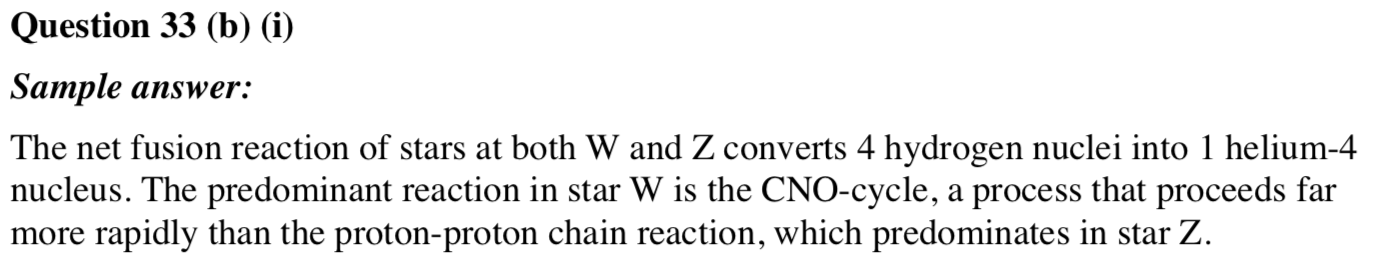 Question 33 (b) (i)
Sample answer:
The net fusion reaction of stars at both W and Z converts 4 hydrogen nuclei into 1 helium-4
nucleus. The predominant reaction in star W is the CNO-cycle, a process that proceeds far
more rapidly than the proton-proton chain reaction, which predominates in star Z.